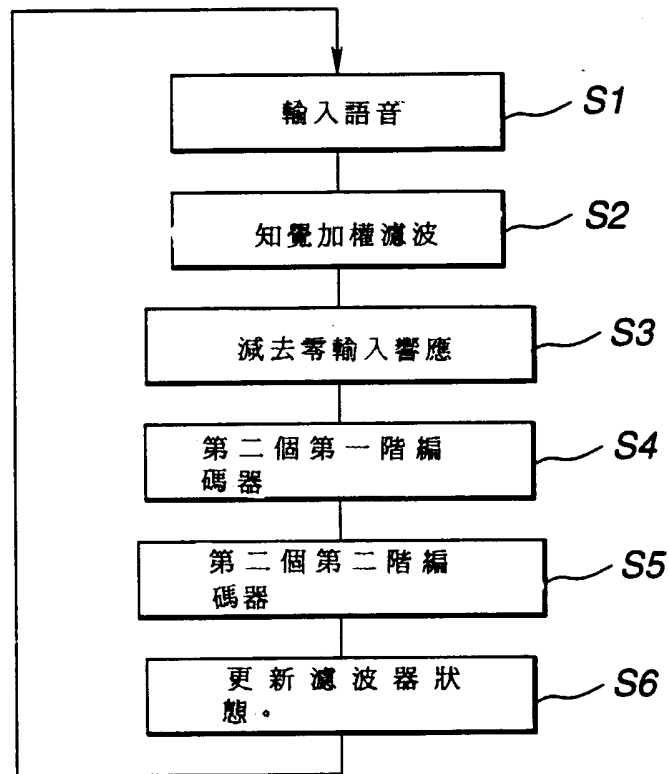 輸入語音
S1
知覺加權濾波
S2
減去零輸入響應
S3
第二個第一階編
碼器
S4
第二個第二階編
碼器
S5
更新濾波器狀
態。
S6